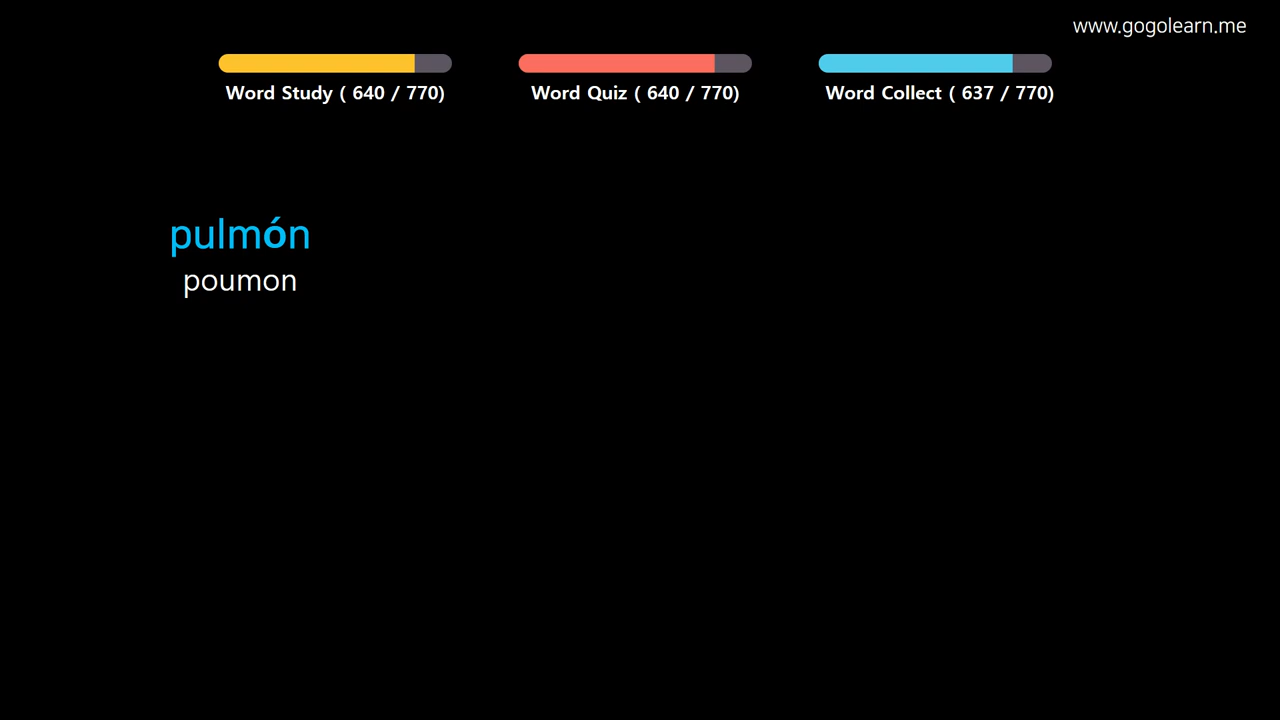 www.gogolearn.me
Word Study ( 640 / 770)
Word Quiz ( 640 / 770)
Word Collect ( 637 / 770)
pulmón
poumon